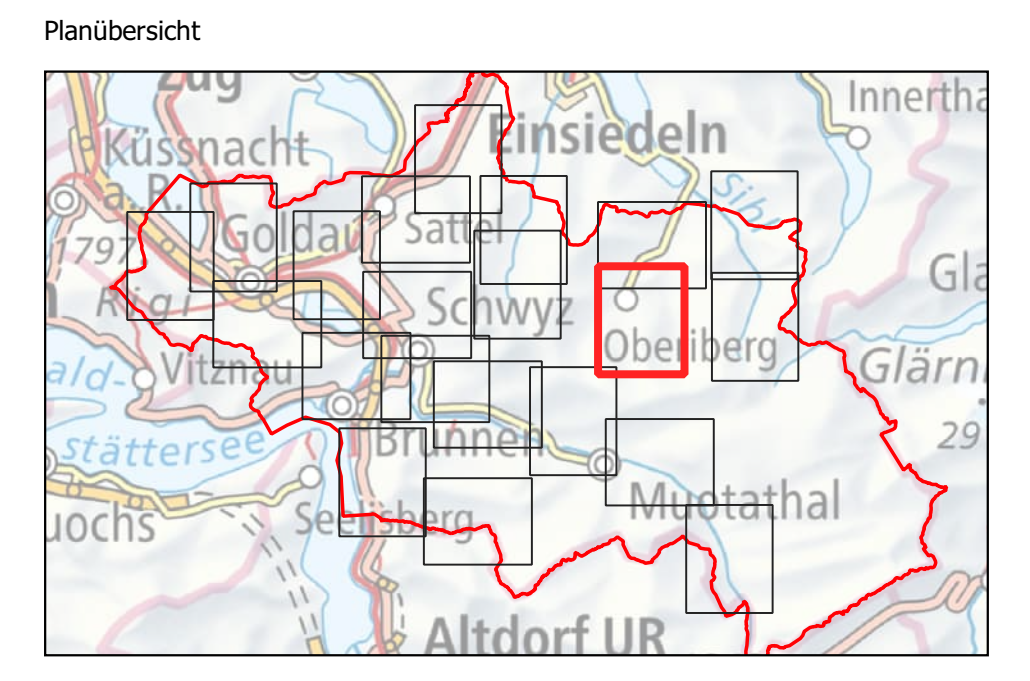 Planübersicht
Zug
Innertha
Einsiedeln
Küssnacht
a. R.
Sihl
Goldau
Sattel
1797
Gla
Rigi
Schwyz
Oberiberg
Vitznau
ald-
Glärni
stättersee
Brunnen
29
Muotathal
uochs
Seelisberg
Altdorf UR